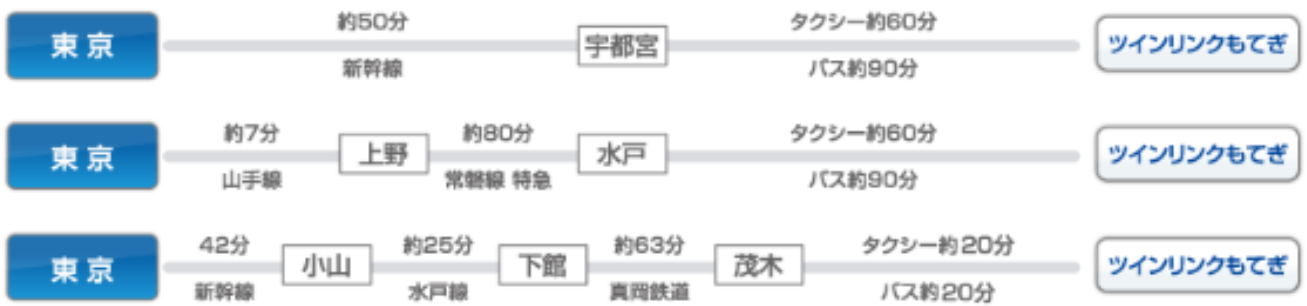 約50分 タクシー約60分
東京 宇都宮 ツインリンクもてぎ
新幹線 バス約90分
約7分 約80分 タクシー約60分
東京 上野 水戸 ツインリンクもてぎ
山手線 常磐線 特急 バス約90分
42分 約25分 約63分 タクシー約20分
東京 小山 下館 茂木 ツインリンクもてぎ
新幹線 水戸線 真岡鉄道 バス約20分